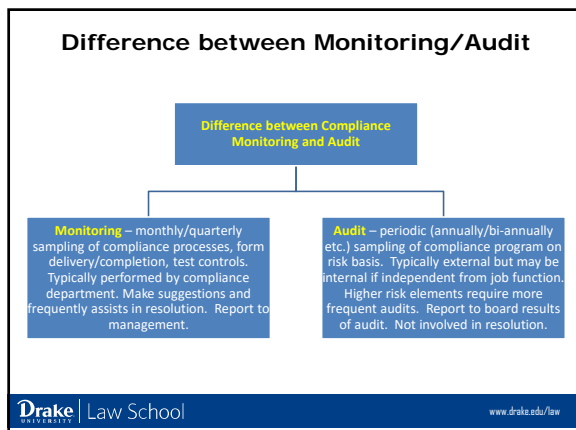 Difference between Monitoring/Audit
Difference between Compliance
Monitoring and Audit
Monitoring – monthly/quarterly
sampling of compliance processes, form
delivery/completion, test controls.
Typically performed by compliance
department. Make suggestions and
frequently assists in resolution.  Report to
management.
Audit – periodic (annually/bi-annually
etc.) sampling of compliance program on
risk basis.  Typically external but may be
internal if independent from job function.
Higher risk elements require more
frequent audits.  Report to board results
of audit.  Not involved in resolution.
Drake | Law School
UNIVERSITY
www.drake.edu/law